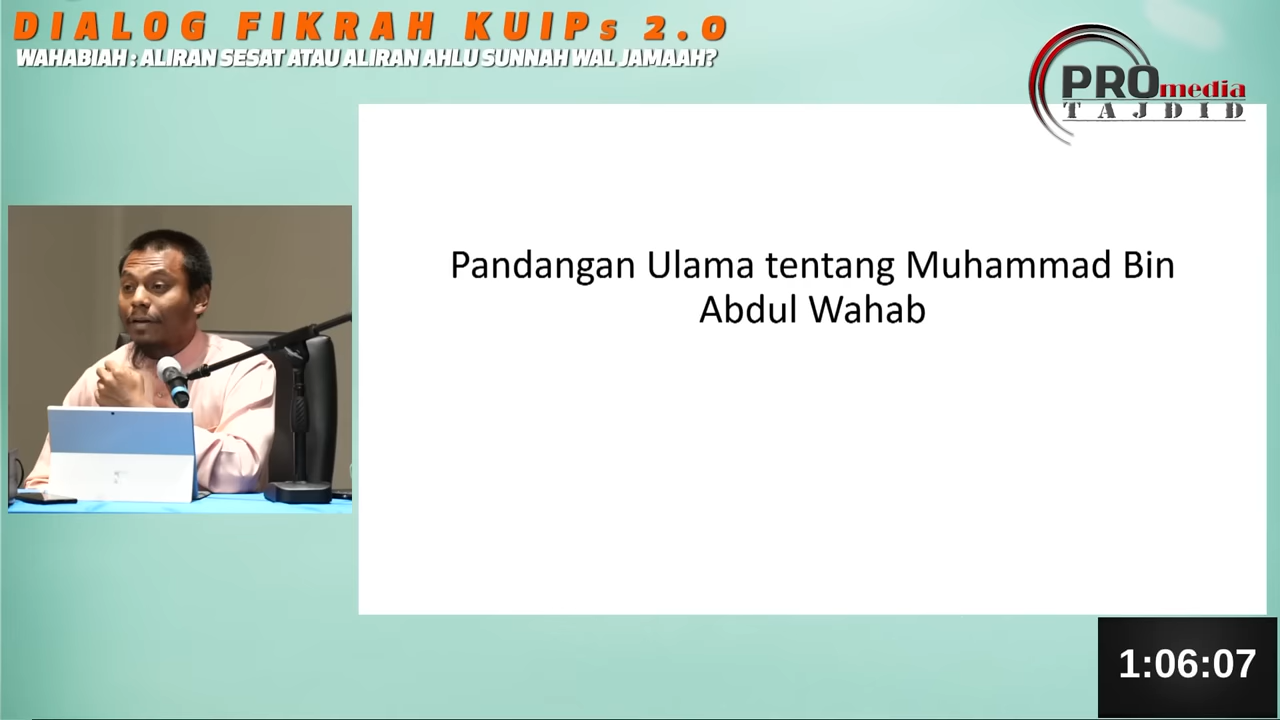 DIALOG FIKRAH KUIPs 2.0
WAHABIAH : ALIRAN SESAT ATAU ALIRAN AHLU SUNNAH WAL JAMAAH?
PROmedia
TAJDID
Pandangan Ulama tentang Muhammad Bin
Abdul Wahab
1:06:07